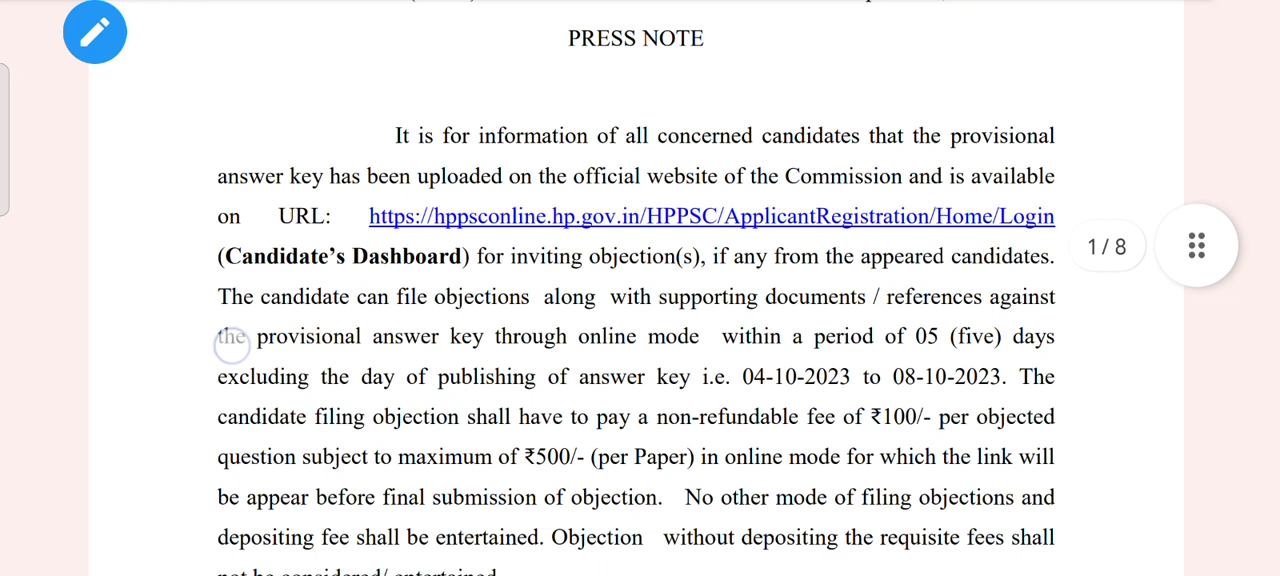 PRESS NOTE
It is for information of all concerned candidates that the provisional
answer key has been uploaded on the official website of the Commission and is available
on URL: https://hppsconline.hp.gov.in/HPPSC/ApplicantRegistration/Home/Login
(Candidate’s Dashboard) for inviting objection(s), if any from the appeared candidates.
The candidate can file objections along with supporting documents / references against
the provisional answer key through online mode within a period of 05 (five) days
excluding the day of publishing of answer key i.e. 04-10-2023 to 08-10-2023. The
candidate filing objection shall have to pay a non-refundable fee of ₹100/- per objected
question subject to maximum of ₹500/- (per Paper) in online mode for which the link will
be appear before final submission of objection. No other mode of filing objections and
depositing fee shall be entertained. Objection without depositing the requisite fees shall
not be considered/ entertained.
1 / 8